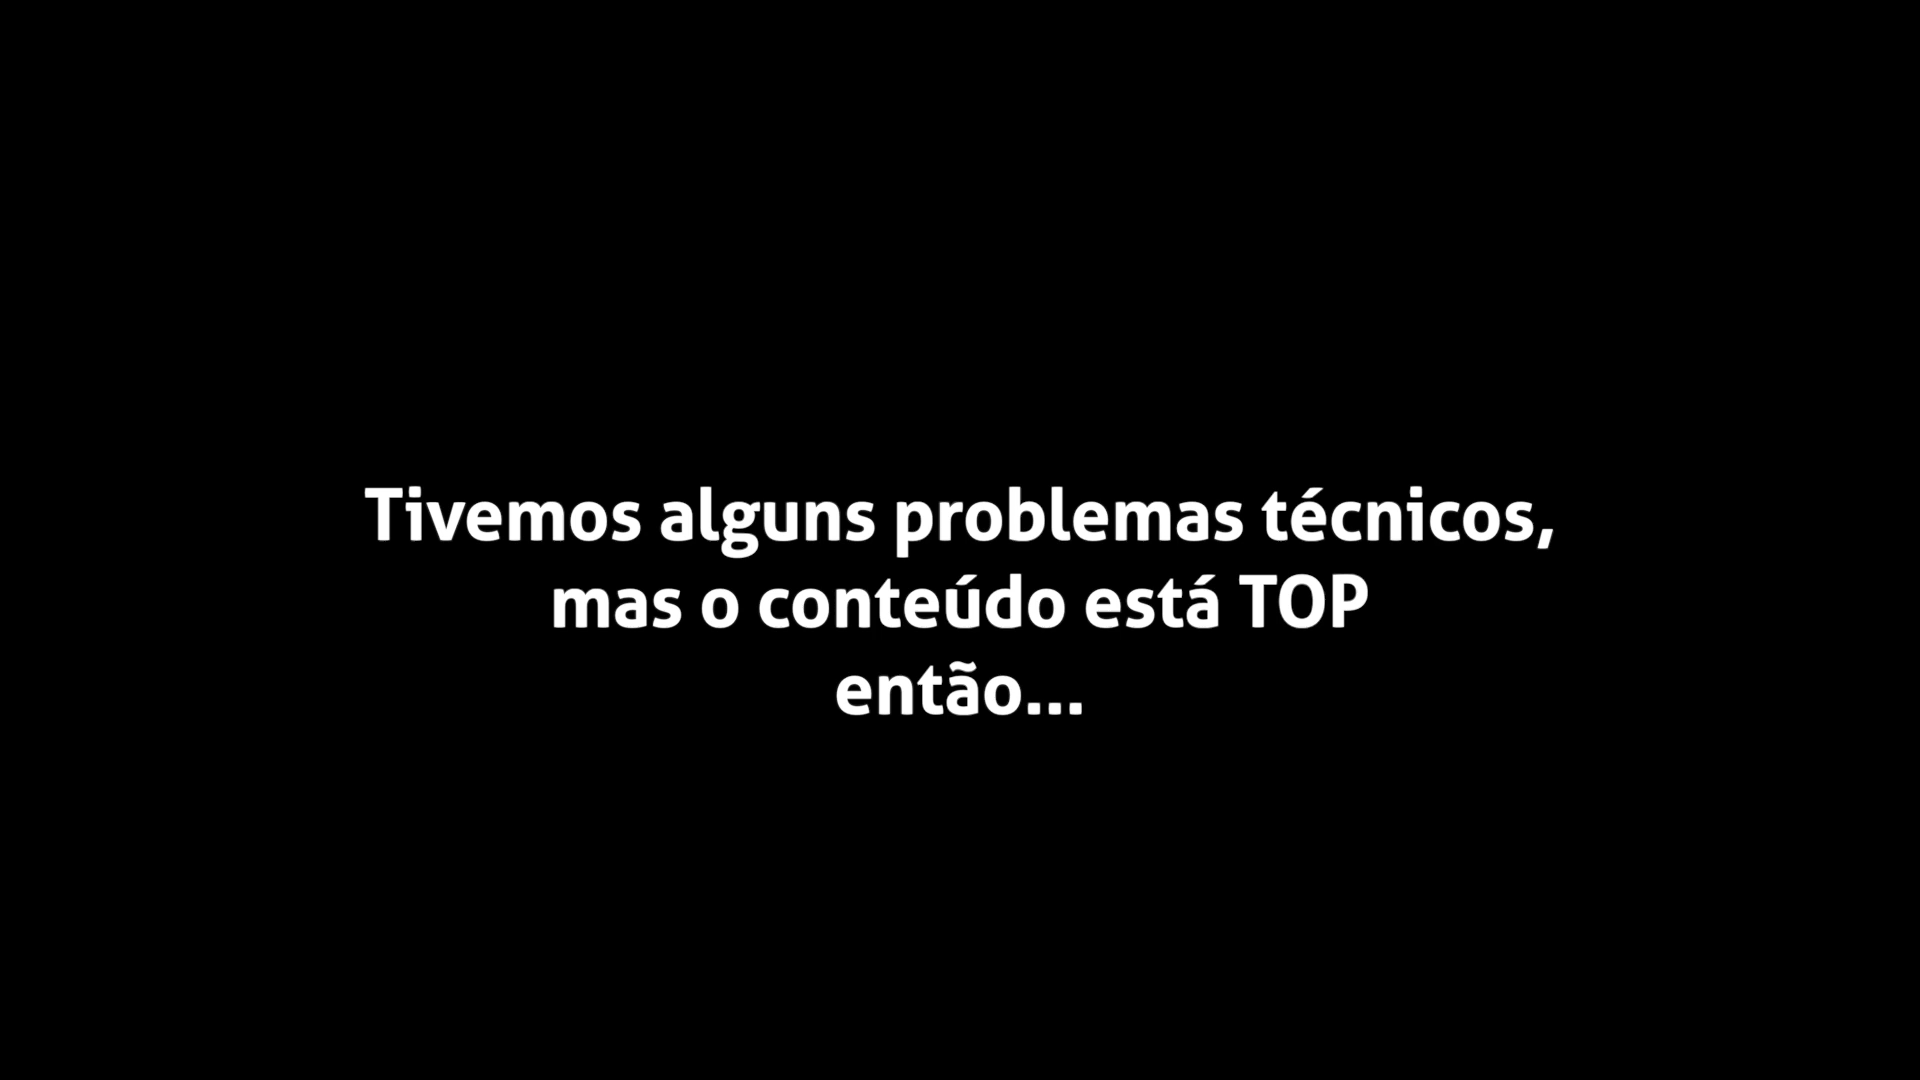 Tivemos alguns problemas técnicos,
mas o conteúdo está TOP
então...